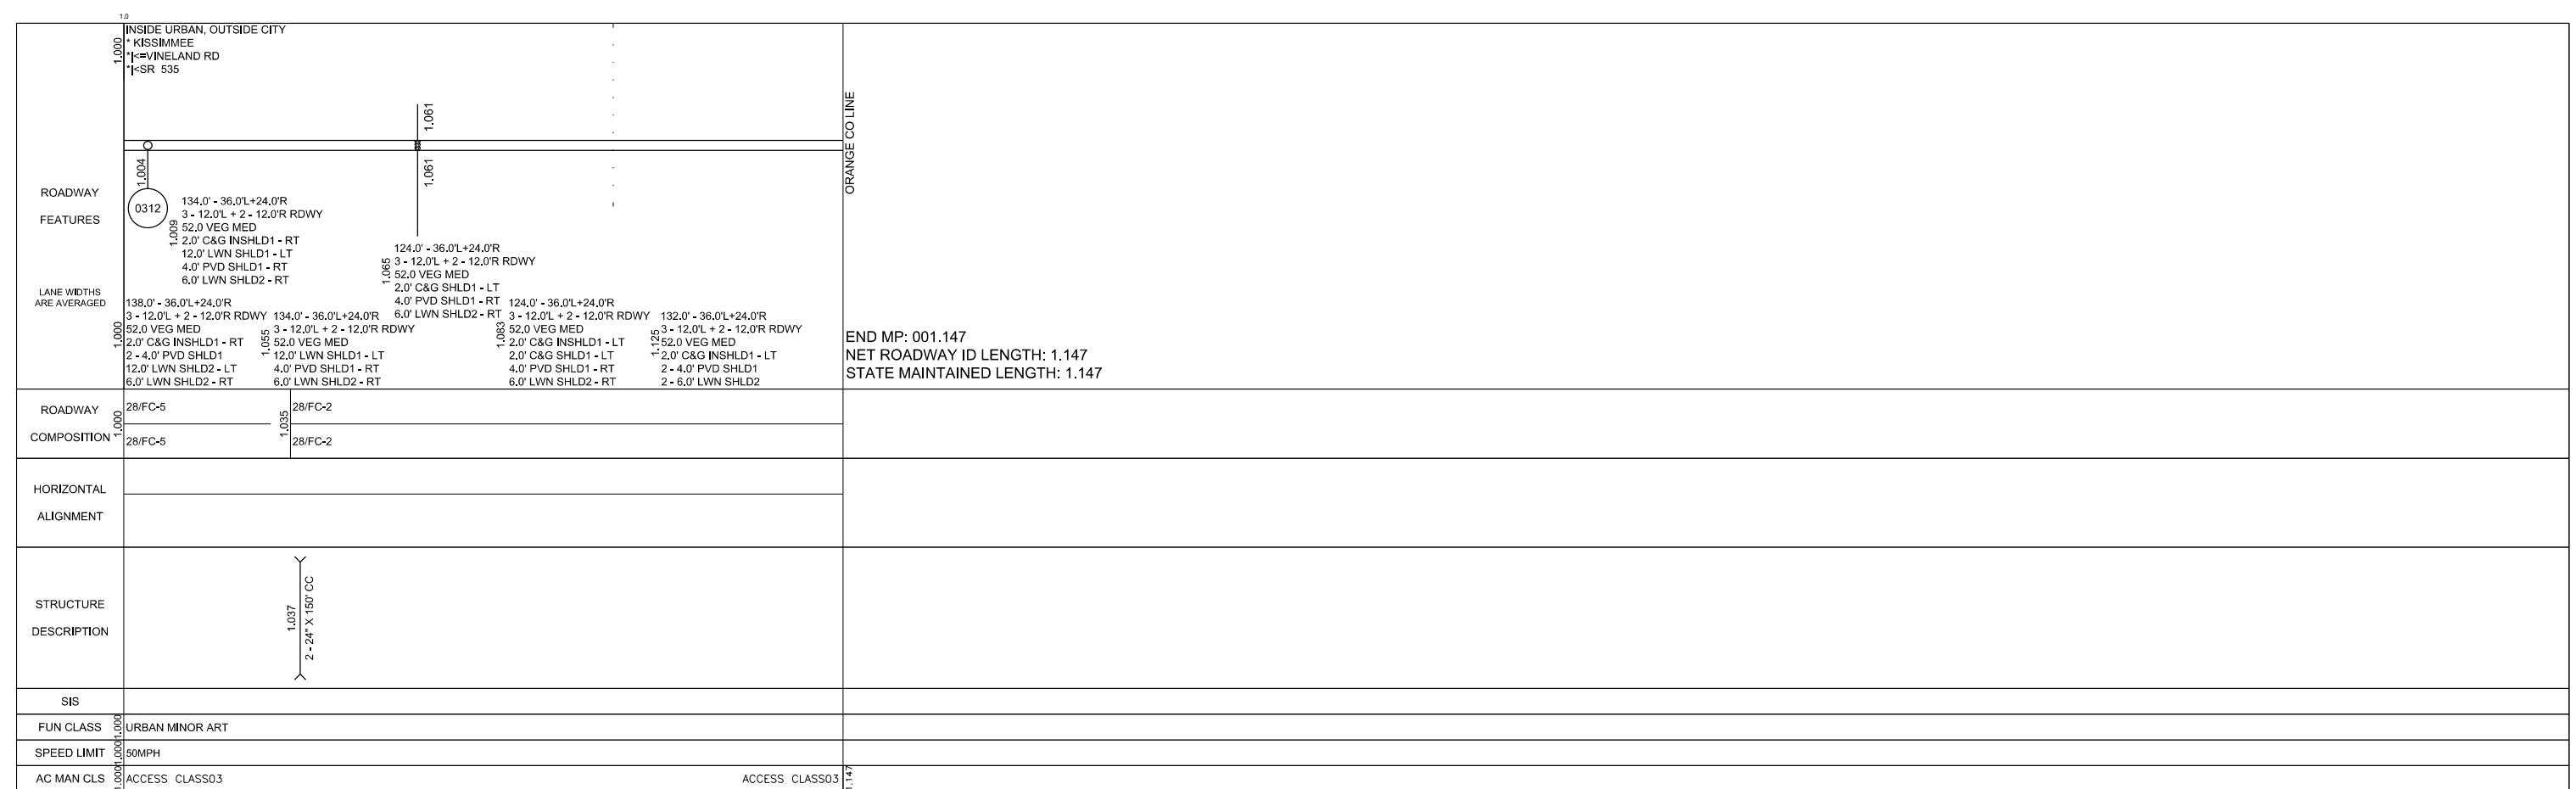 1.0
INSIDE URBAN, OUTSIDE CITY
1.000
* KISSIMMEE
*|<=VINELAND RD
*|<SR 535
1.061
ORANGE CO LINE
1.004
1.061
ROADWAY
FEATURES
0312
1.009
134.0' - 36.0'L+24.0'R
3 - 12.0'L + 2 - 12.0'R RDWY
52.0 VEG MED
2.0' C&G INSHLD1 - RT
12.0' LWN SHLD1 - LT
4.0' PVD SHLD1 - RT
6.0' LWN SHLD2 - RT
1.065
124.0' - 36.0'L+24.0'R
3 - 12.0'L + 2 - 12.0'R RDWY
52.0 VEG MED
2.0' C&G SHLD1 - LT
4.0' PVD SHLD1 - RT
6.0' LWN SHLD2 - RT
LANE WIDTHS
ARE AVERAGED
1.000
138.0' - 36.0'L+24.0'R
3 - 12.0'L + 2 - 12.0'R RDWY
52.0 VEG MED
2.0' C&G INSHLD1 - RT
2 - 4.0' PVD SHLD1
12.0' LWN SHLD2 - LT
6.0' LWN SHLD2 - RT
1.055
134.0' - 36.0'L+24.0'R
3 - 12.0'L + 2 - 12.0'R RDWY
52.0 VEG MED
12.0' LWN SHLD1 - LT
4.0' PVD SHLD1 - RT
6.0' LWN SHLD2 - RT
1.083
124.0' - 36.0'L+24.0'R
3 - 12.0'L + 2 - 12.0'R RDWY
52.0 VEG MED
2.0' C&G INSHLD1 - LT
2.0' C&G SHLD1 - LT
4.0' PVD SHLD1 - RT
6.0' LWN SHLD2 - RT
1.125
132.0' - 36.0'L+24.0'R
3 - 12.0'L + 2 - 12.0'R RDWY
52.0 VEG MED
2.0' C&G INSHLD1 - LT
2 - 4.0' PVD SHLD1
2 - 6.0' LWN SHLD2
END MP: 001.147
NET ROADWAY ID LENGTH: 1.147
STATE MAINTAINED LENGTH: 1.147
ROADWAY
COMPOSITION
1.000
28/FC-5
28/FC-5
1.035
28/FC-2
28/FC-2
HORIZONTAL
ALIGNMENT
STRUCTURE
DESCRIPTION
1.037
2 - 24" X 150' CC
SIS
FUN CLASS
1.000
URBAN MINOR ART
SPEED LIMIT
1.000
50MPH
AC MAN CLS
1.000
ACCESS CLASS03
ACCESS CLASS03
1.147